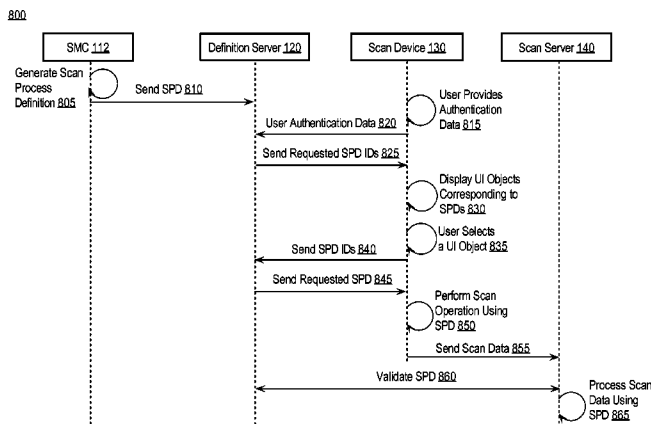 800
SMC 112
Definition Server 120
Scan Device 130
Scan Server 140
Generate Scan
Process
Definition 805
Send SPD 810
User Provides
Authentication
Data 815
User Authentication Data 820
Send Requested SPD IDs 825
Display UI Objects
Corresponding to
SPDs 830
User Selects
a UI Object 835
Send SPD IDs 840
Send Requested SPD 845
Perform Scan
Operation Using
SPD 850
Send Scan Data 855
Validate SPD 860
Process Scan
Data Using
SPD 865